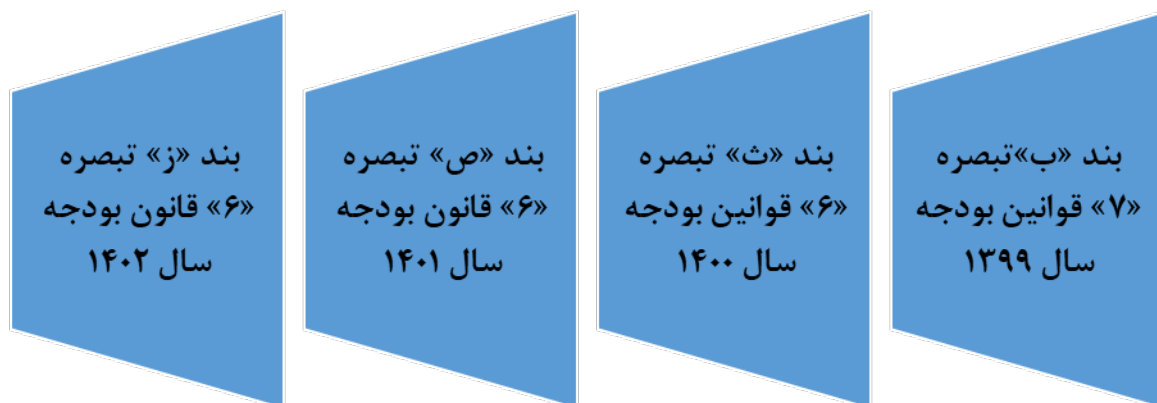 بند «ب»تبصره
«۷» قوانین بودجه
سال ۱۳۹۹
بند «ث» تبصره
«۶» قوانین بودجه
سال ۱۴۰۰
بند «ص» تبصره
«۶» قانون بودجه
سال ۱۴۰۱
بند «ز» تبصره
«۶» قانون بودجه
سال ۱۴۰۲